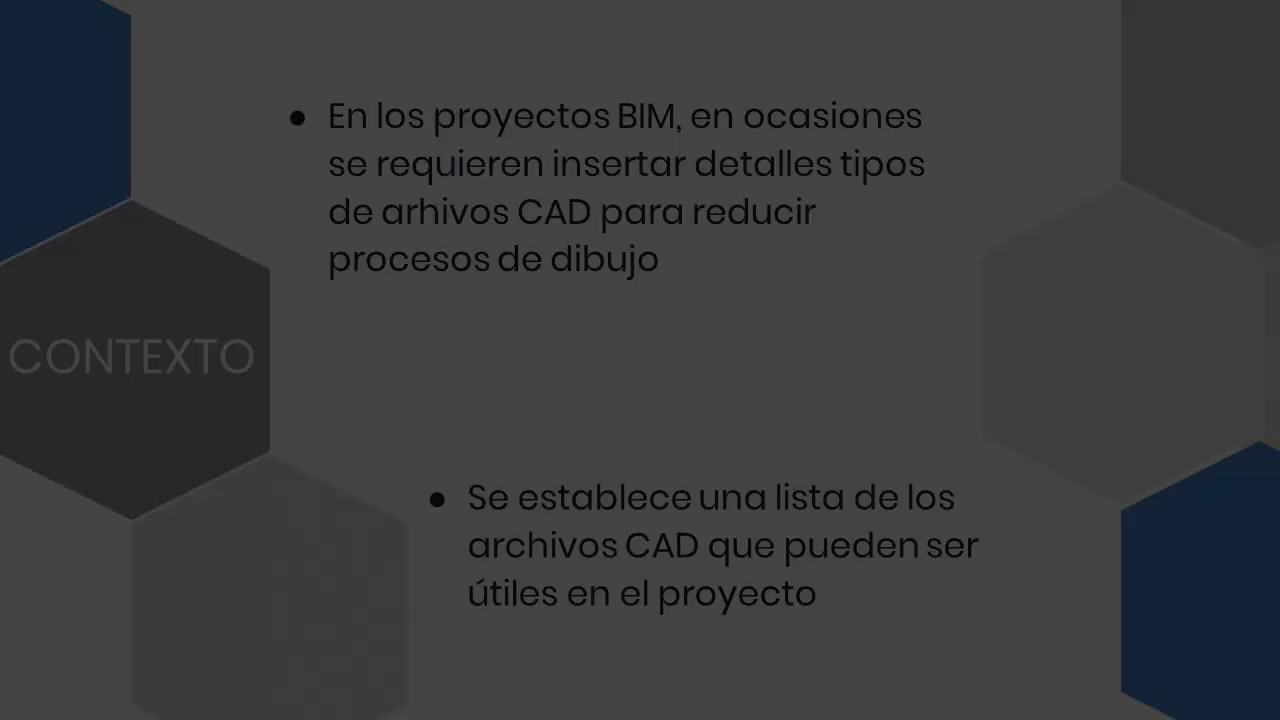 ● En los proyectos BIM, en ocasiones
se requieren insertar detalles tipos
de arhivos CAD para reducir
procesos de dibujo
CONTEXTO
● Se establece una lista de los
archivos CAD que pueden ser
útiles en el proyecto